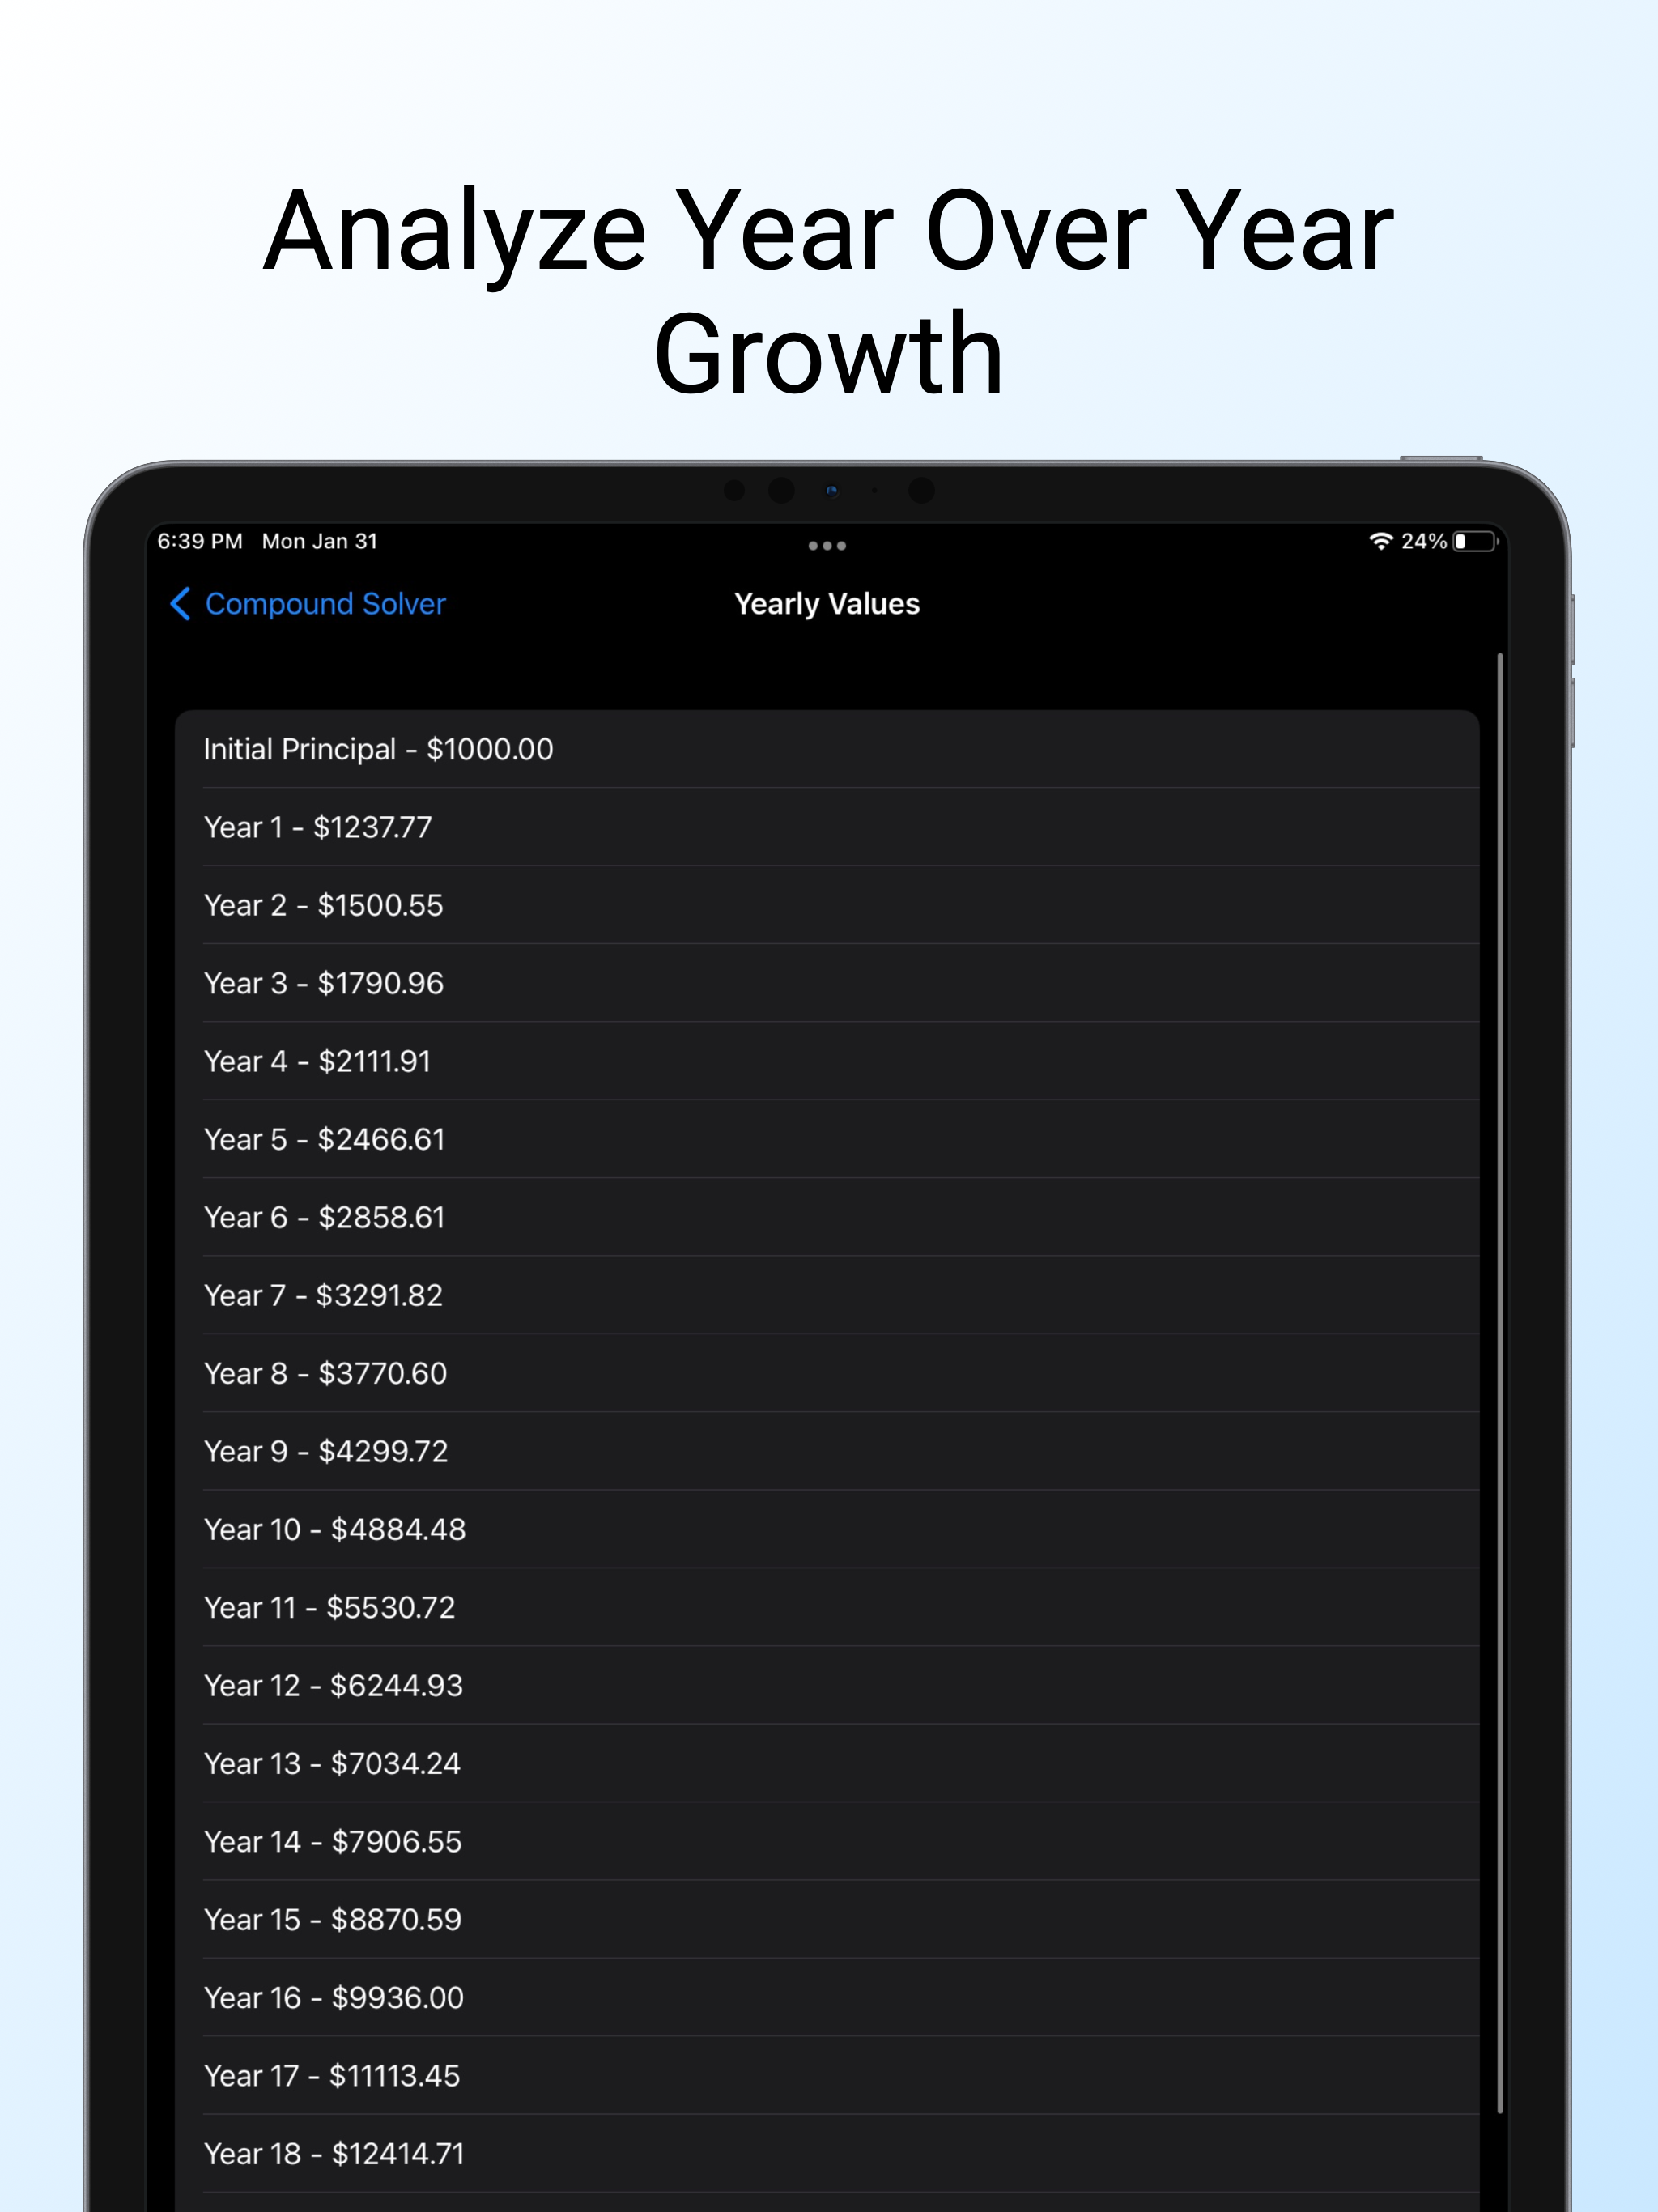 Analyze Year Over Year
Growth
6:39 PM Mon Jan 31
24%
Compound Solver
Yearly Values
Initial Principal - $1000.00
Year 1 - $1237.77
Year 2 - $1500.55
Year 3 - $1790.96
Year 4 - $2111.91
Year 5 - $2466.61
Year 6 - $2858.61
Year 7 - $3291.82
Year 8 - $3770.60
Year 9 - $4299.72
Year 10 - $4884.48
Year 11 - $5530.72
Year 12 - $6244.93
Year 13 - $7034.24
Year 14 - $7906.55
Year 15 - $8870.59
Year 16 - $9936.00
Year 17 - $11113.45
Year 18 - $12414.71